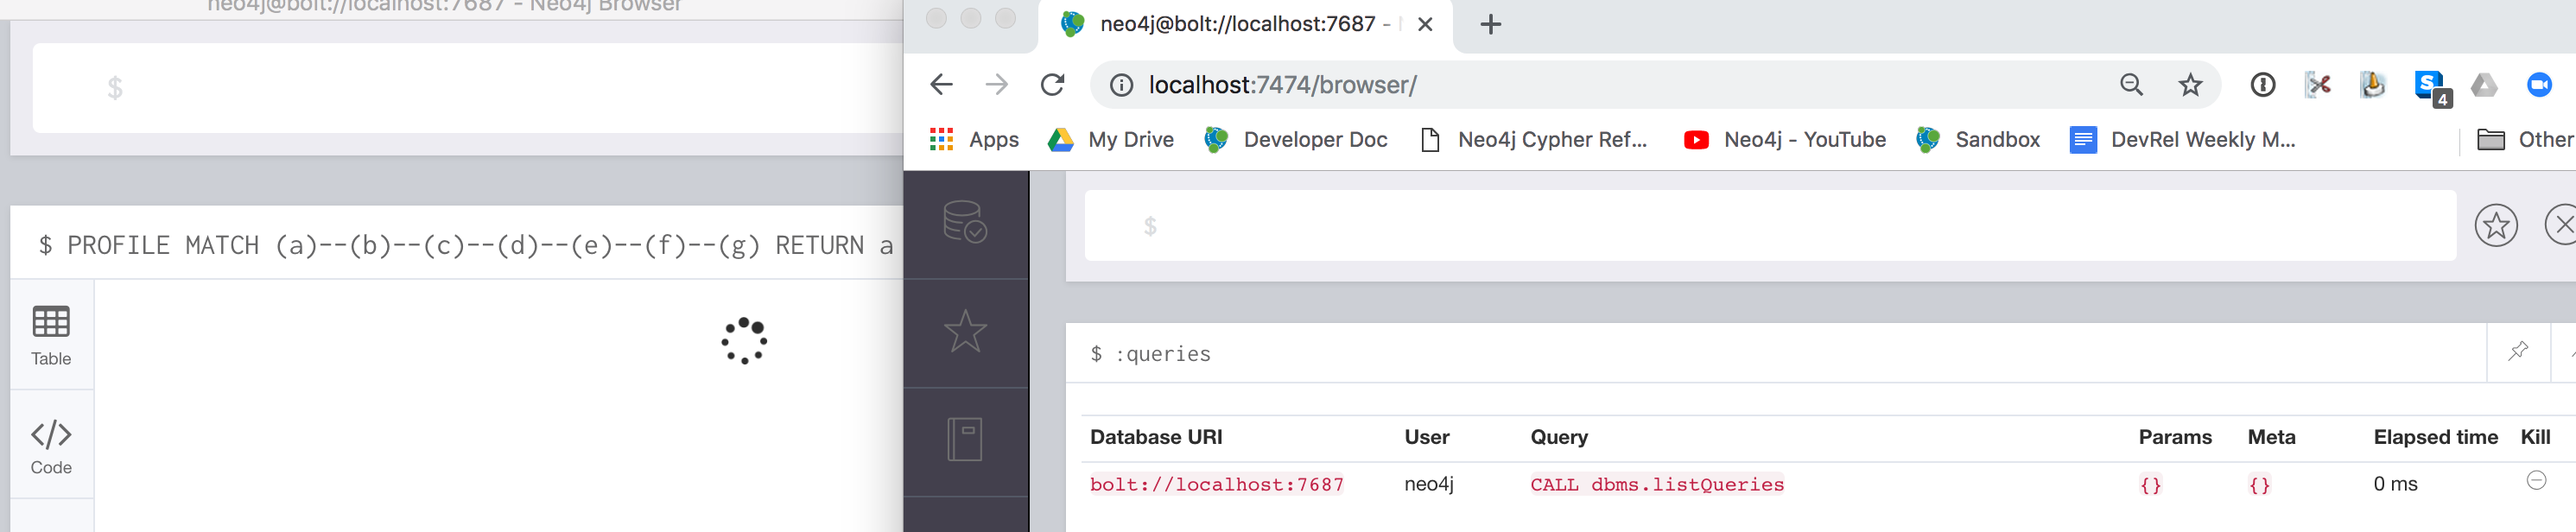 neo4j@bolt://localhost:7687 - Neo4j Browser
$
$ PROFILE MATCH (a)--(b)--(c)--(d)--(e)--(f)--(g) RETURN a
Table
Code
neo4j@bolt://localhost:7687 -
localhost:7474/browser/
4
Apps My Drive Developer Doc Neo4j Cypher Ref... Neo4j - YouTube Sandbox DevRel Weekly M... Other
$
$ :queries
Database URI User Query Params Meta Elapsed time Kill
bolt://localhost:7687 neo4j CALL dbms.listQueries {} {} 0 ms